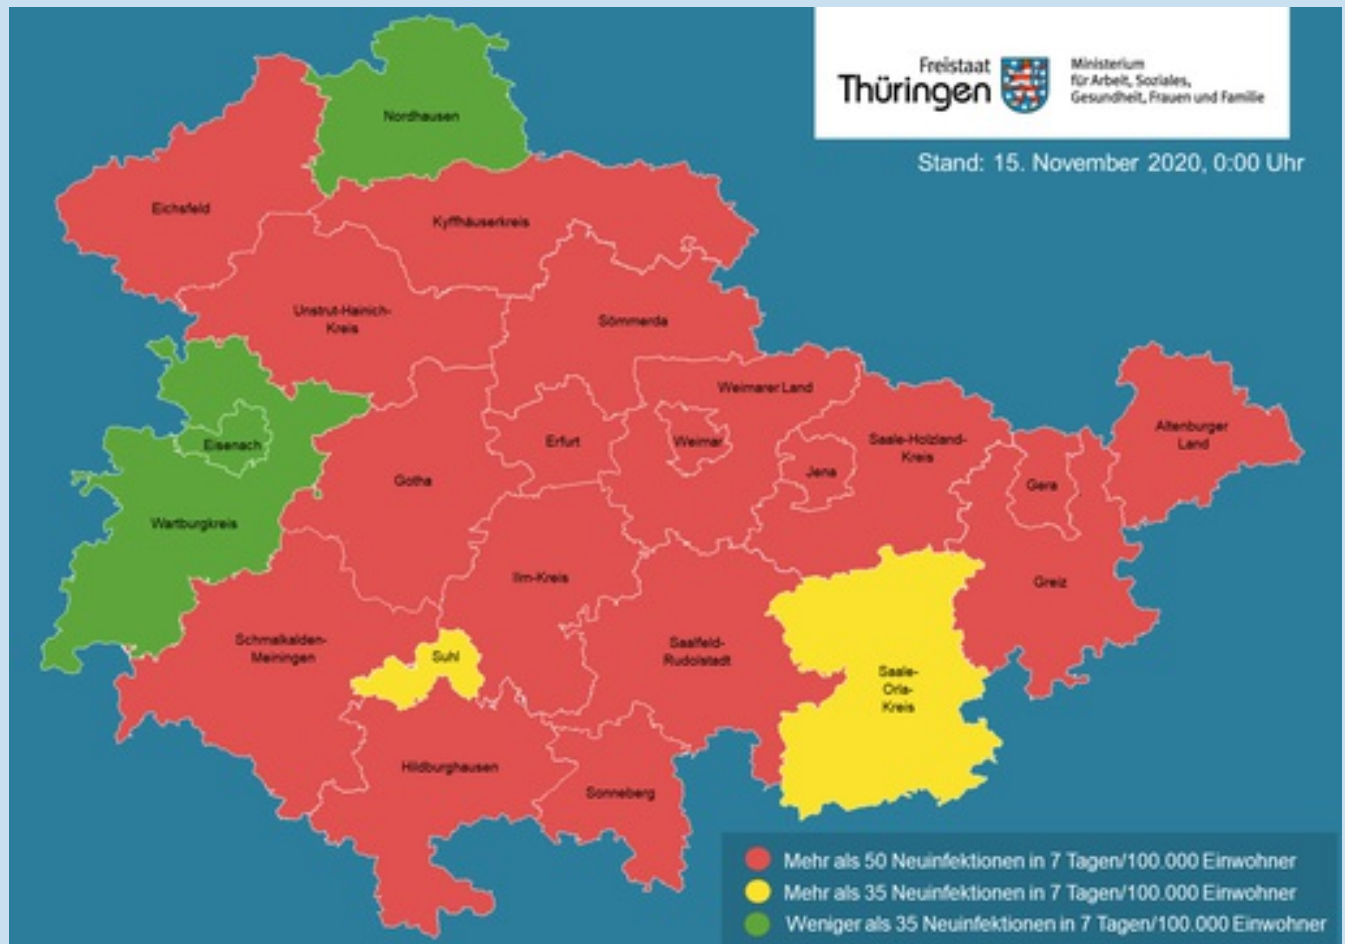 Freistaat
Thüringen
Ministerium
für Arbeit, Soziales,
Gesundheit, Frauen und Familie
Stand: 15. November 2020, 0:00 Uhr
Nordhausen
Eichsfeld
Kyffhäuserkreis
Unstrut-Hainich-
Kreis
Sömmerda
Weimarer Land
Eisenach
Erfurt
Weimar
Jena
Saale-Holzland-
Kreis
Gera
Altenburger
Land
Gotha
Wartburgkreis
Ilm-Kreis
Greiz
Schmalkalden-
Meiningen
Suhl
Saalfeld-
Rudolstadt
Saale-
Orla-
Kreis
Hildburghausen
Sonneberg
Mehr als 50 Neuinfektionen in 7 Tagen/100.000 Einwohner
Mehr als 35 Neuinfektionen in 7 Tagen/100.000 Einwohner
Weniger als 35 Neuinfektionen in 7 Tagen/100.000 Einwohner